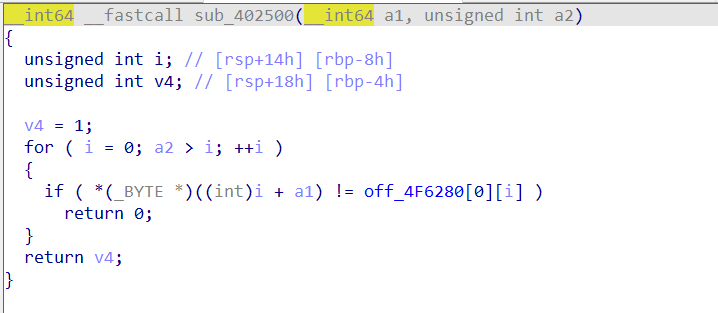 __int64 __fastcall sub_402500(__int64 a1, unsigned int a2)
{
  unsigned int i; // [rsp+14h] [rbp-8h]
  unsigned int v4; // [rsp+18h] [rbp-4h]

  v4 = 1;
  for ( i = 0; a2 > i; ++i )
  {
    if ( *(_BYTE *)((int)i + a1) != off_4F6280[0][i] )
      return 0;
  }
  return v4;
}